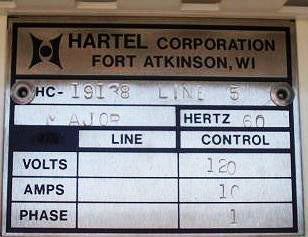 HARTEL CORPORATION
FORT ATKINSON, WI
HC- 19138 LINE 5
MAJOR HERTZ 60
LINE CONTROL
VOLTS 120
AMPS 10
PHASE 1